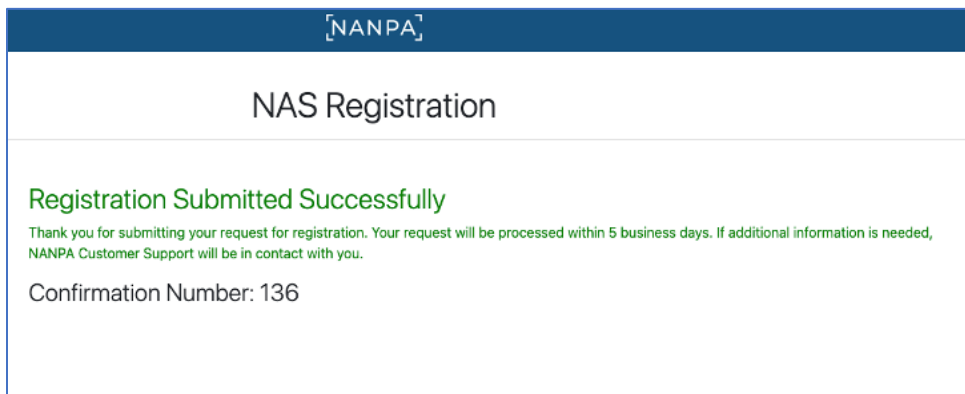 NANPA
NAS Registration
Registration Submitted Successfully
Thank you for submitting your request for registration. Your request will be processed within 5 business days. If additional information is needed,
NANPA Customer Support will be in contact with you.
Confirmation Number: 136